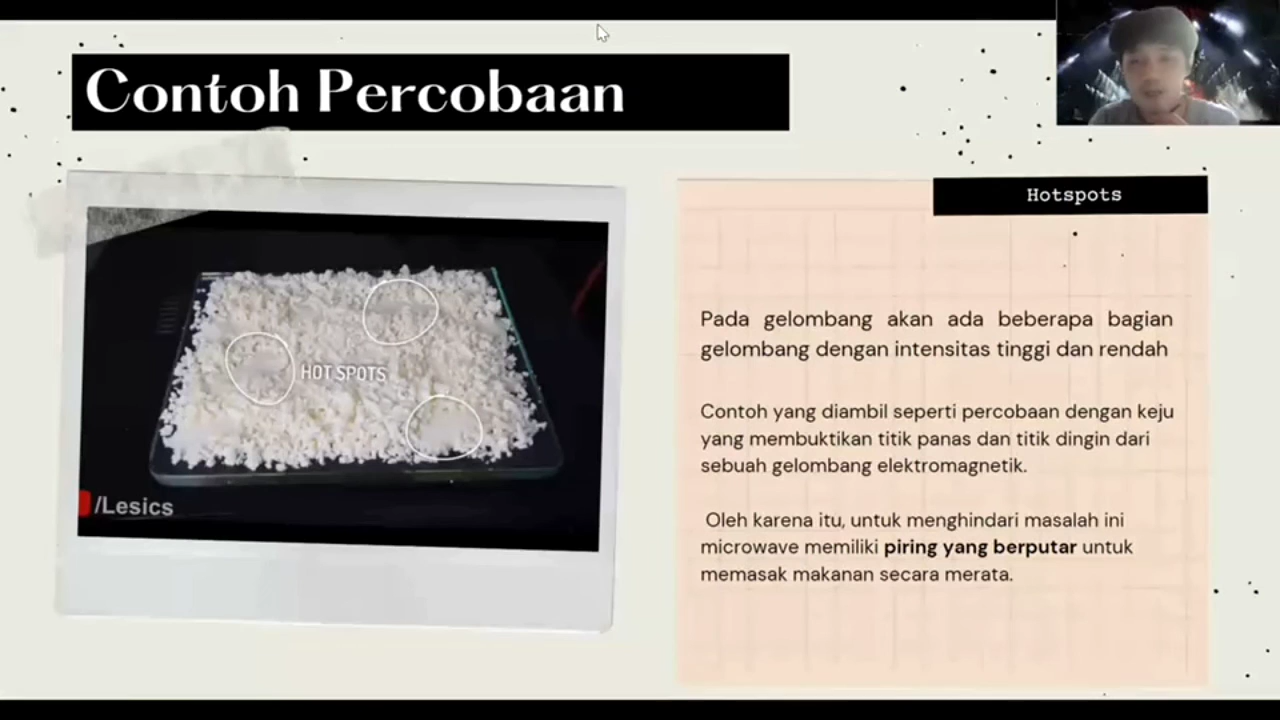 Contoh Percobaan
HOT SPOTS
/Lesics
Hotspots
Pada gelombang akan ada beberapa bagian
gelombang dengan intensitas tinggi dan rendah
Contoh yang diambil seperti percobaan dengan keju
yang membuktikan titik panas dan titik dingin dari
sebuah gelombang elektromagnetik.
Oleh karena itu, untuk menghindari masalah ini
microwave memiliki piring yang berputar untuk
memasak makanan secara merata.